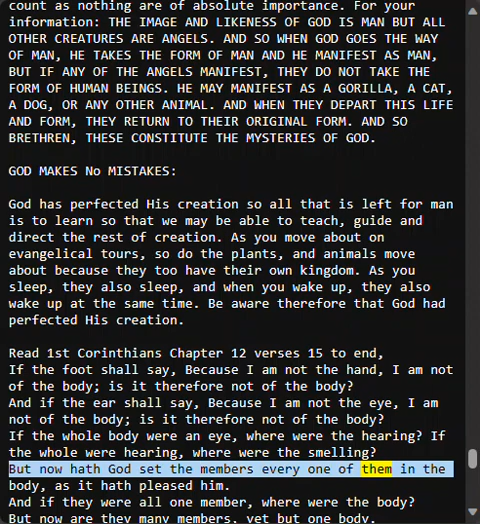 count as nothing are of absolute importance. For your
information: THE IMAGE AND LIKENESS OF GOD IS MAN BUT ALL
OTHER CREATURES ARE ANGELS. AND SO WHEN GOD GOES THE WAY
OF MAN, HE TAKES THE FORM OF MAN AND HE MANIFEST AS MAN,
BUT IF ANY OF THE ANGELS MANIFEST, THEY DO NOT TAKE THE
FORM OF HUMAN BEINGS. HE MAY MANIFEST AS A GORILLA, A CAT,
A DOG, OR ANY OTHER ANIMAL. AND WHEN THEY DEPART THIS LIFE
AND FORM, THEY RETURN TO THEIR ORIGINAL FORM. AND SO
BRETHREN, THESE CONSTITUTE THE MYSTERIES OF GOD.

GOD MAKES No MISTAKES:

God has perfected His creation so all that is left for man
is to learn so that we may be able to teach, guide and
direct the rest of creation. As you move about on
evangelical tours, so do the plants, and animals move
about because they too have their own kingdom. As you
sleep, they also sleep, and when you wake up, they also
wake up at the same time. Be aware therefore that God had
perfected His creation.

Read 1st Corinthians Chapter 12 verses 15 to end,
If the foot shall say, Because I am not the hand, I am not
of the body; is it therefore not of the body?
And if the ear shall say, Because I am not the eye, I am
not of the body; is it therefore not of the body?
If the whole body were an eye, where were the hearing? If
the whole were hearing, where were the smelling?
But now hath God set the members every one of them in the
body, as it hath pleased him.
And if they were all one member, where were the body?
But now are they many members, yet but one body.